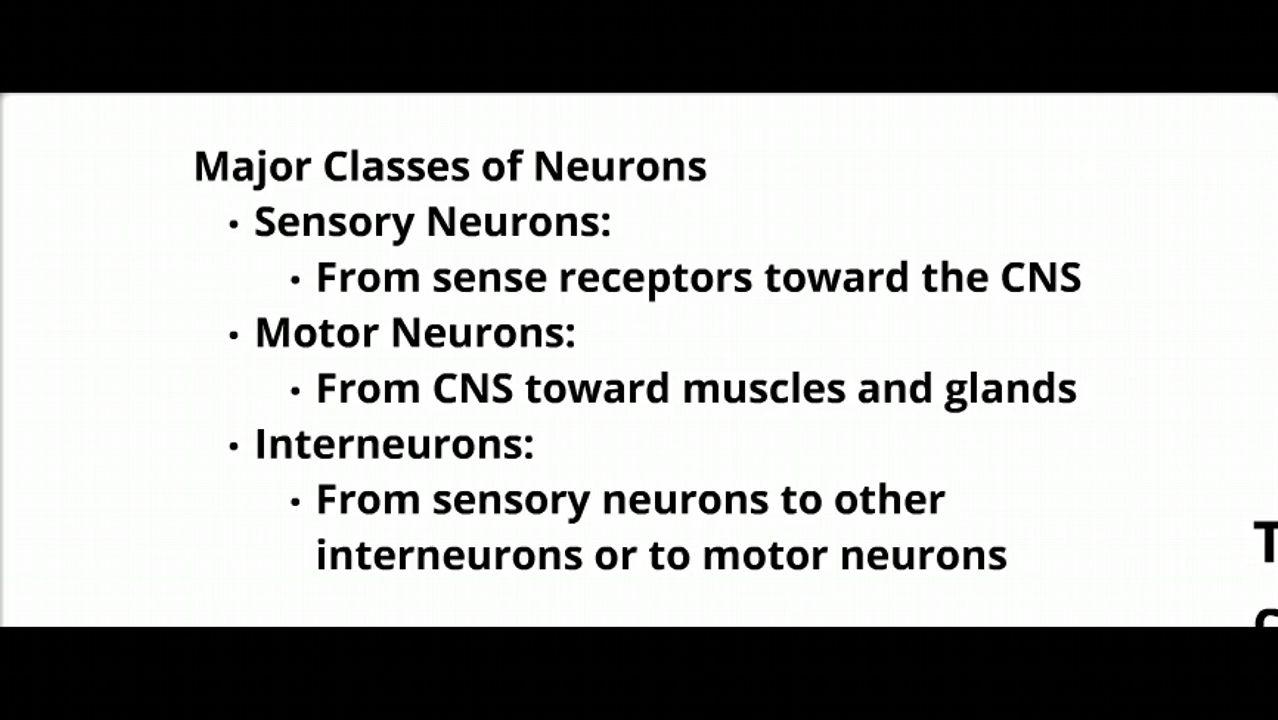 Major Classes of Neurons
· Sensory Neurons:
· From sense receptors toward the CNS
· Motor Neurons:
· From CNS toward muscles and glands
· Interneurons:
· From sensory neurons to other
interneurons or to motor neurons
T